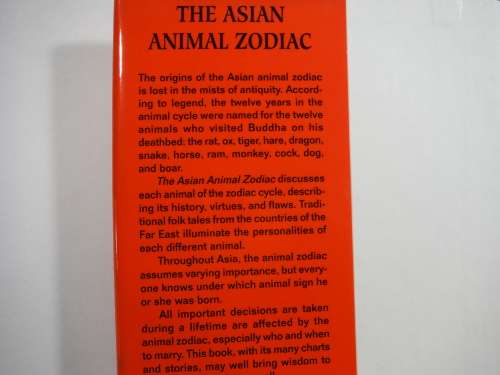 THE ASIAN
ANIMAL ZODIAC
The origins of the Asian animal zodiac
is lost in the mists of antiquity. Accord-
ing to legend, the twelve years in the
animal cycle were named for the twelve
animals who visited Buddha on his
deathbed: the rat, ox, tiger, hare, dragon,
snake, horse, ram, monkey, cock, dog,
and boar.
The Asian Animal Zodiac discusses
each animal of the zodiac cycle, describ-
ing its history, virtues, and flaws. Tradi-
tional folk tales from the countries of the
Far East illuminate the personalities of
each different animal.
Throughout Asia, the animal zodiac
assumes varying importance, but every-
one knows under which animal sign he
or she was born.
All important decisions are taken
during a lifetime are affected by the
animal zodiac, especially who and when
to marry. This book, with its many charts
and stories, may well bring wisdom to